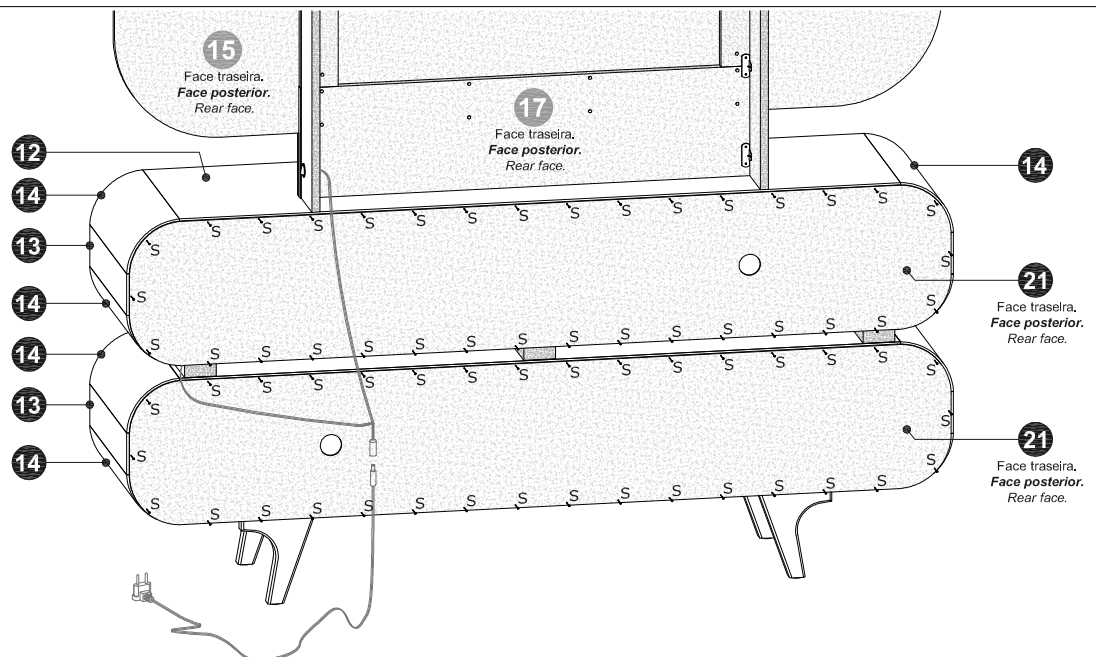 15
Face traseira.
Face posterior.
Rear face.
17
Face traseira.
Face posterior.
Rear face.
12
14
14
13
14
14
13
14
S S S S S S S S S S S S S S S S
S S
S S
S S S S S S S S S S S S S S
21
Face traseira.
Face posterior.
Rear face.
S S S S S S S S S S S S S S S S
S S
S S
S S S S S S S S S S S S S S
21
Face traseira.
Face posterior.
Rear face.